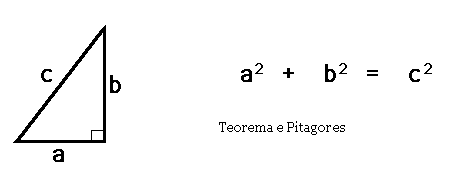 c
b
a
a² + b² = c²
Teorema e Pitagores